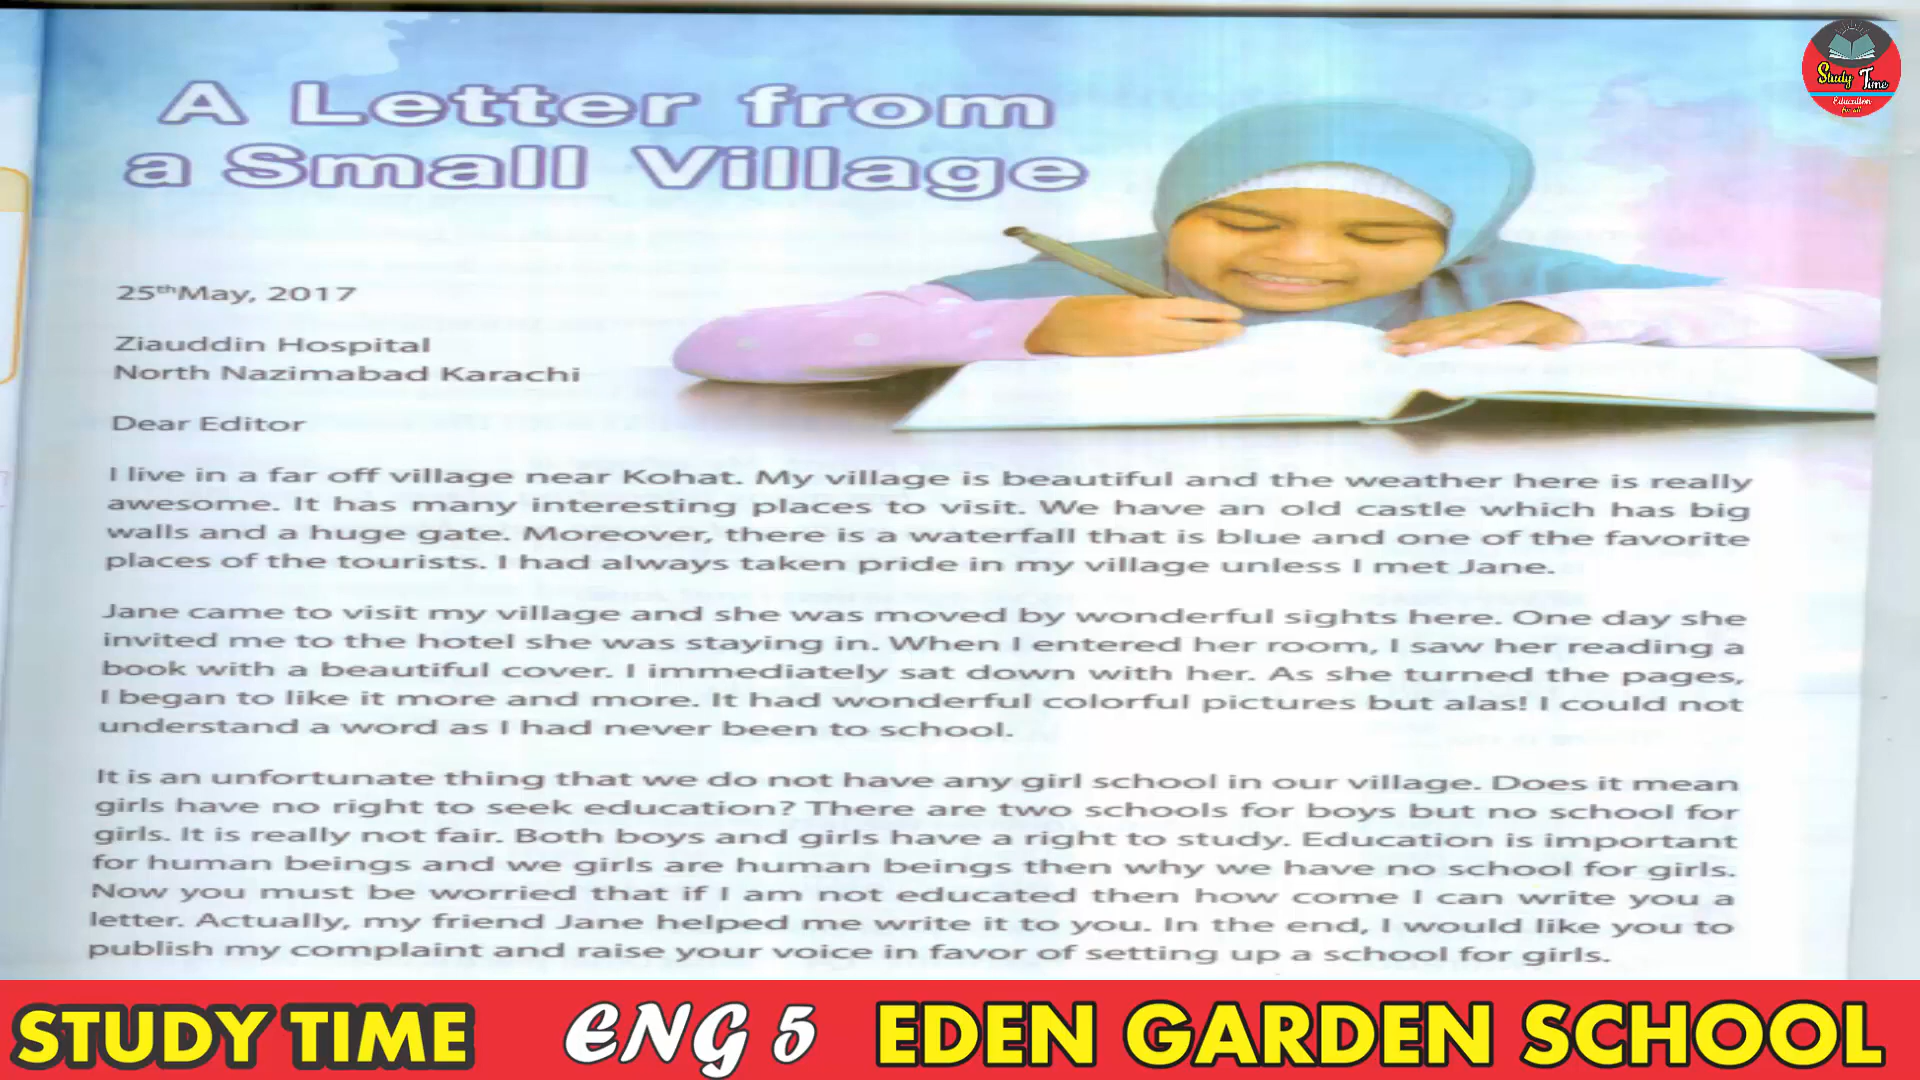 Study Time
Education
for all
A Letter from
a Small Village
25thMay, 2017
Ziauddin Hospital
North Nazimabad Karachi
Dear Editor
I live in a far off village near Kohat. My village is beautiful and the weather here is really
awesome. It has many interesting places to visit. We have an old castle which has big
walls and a huge gate. Moreover, there is a waterfall that is blue and one of the favorite
places of the tourists. I had always taken pride in my village unless I met Jane.
Jane came to visit my village and she was moved by wonderful sights here. One day she
invited me to the hotel she was staying in. When I entered her room, I saw her reading a
book with a beautiful cover. I immediately sat down with her. As she turned the pages,
I began to like it more and more. It had wonderful colorful pictures but alas! I could not
understand a word as I had never been to school.
It is an unfortunate thing that we do not have any girl school in our village. Does it mean
girls have no right to seek education? There are two schools for boys but no school for
girls. It is really not fair. Both boys and girls have a right to study. Education is important
for human beings and we girls are human beings then why we have no school for girls.
Now you must be worried that if I am not educated then how come I can write you a
letter. Actually, my friend Jane helped me write it to you. In the end, I would like you to
publish my complaint and raise your voice in favor of setting up a school for girls.
STUDY TIME ENG 5 EDEN GARDEN SCHOOL